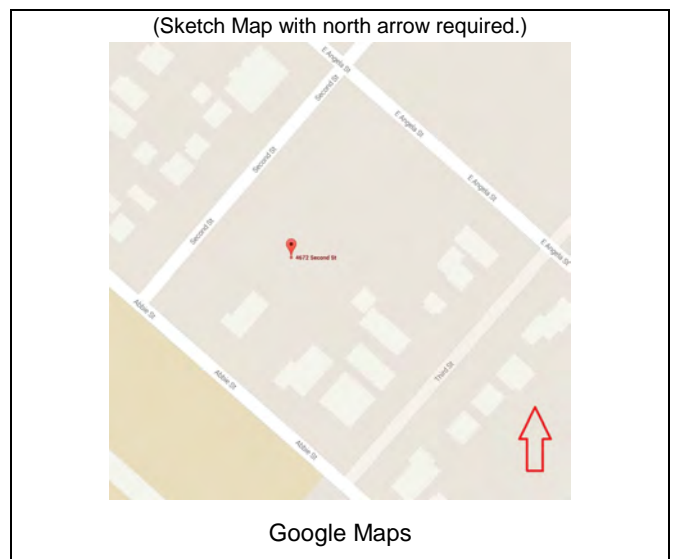 (Sketch Map with north arrow required.)
E Angela St
Second St
E Angela St
Second St
E Angela St
Second St
E Angela St
4672 Second St
Abbie St
Third St
Abbie St
Abbie St
Google Maps